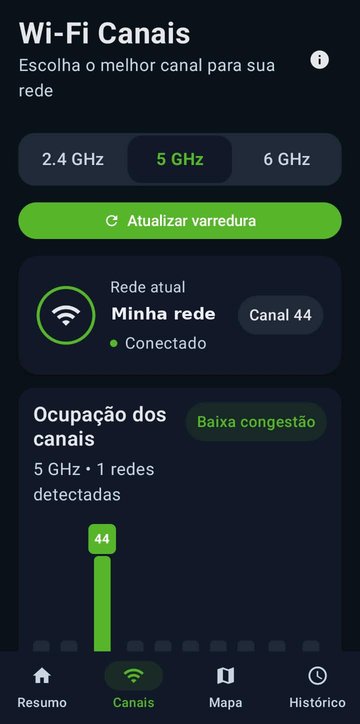 Wi-Fi Canais
Escolha o melhor canal para sua
rede
2.4 GHz
5 GHz
6 GHz
Atualizar varredura
Rede atual
Minha rede
Conectado
Canal 44
Ocupação dos
canais
Baixa congestão
5 GHz • 1 redes
detectadas
44
Resumo
Canais
Mapa
Histórico